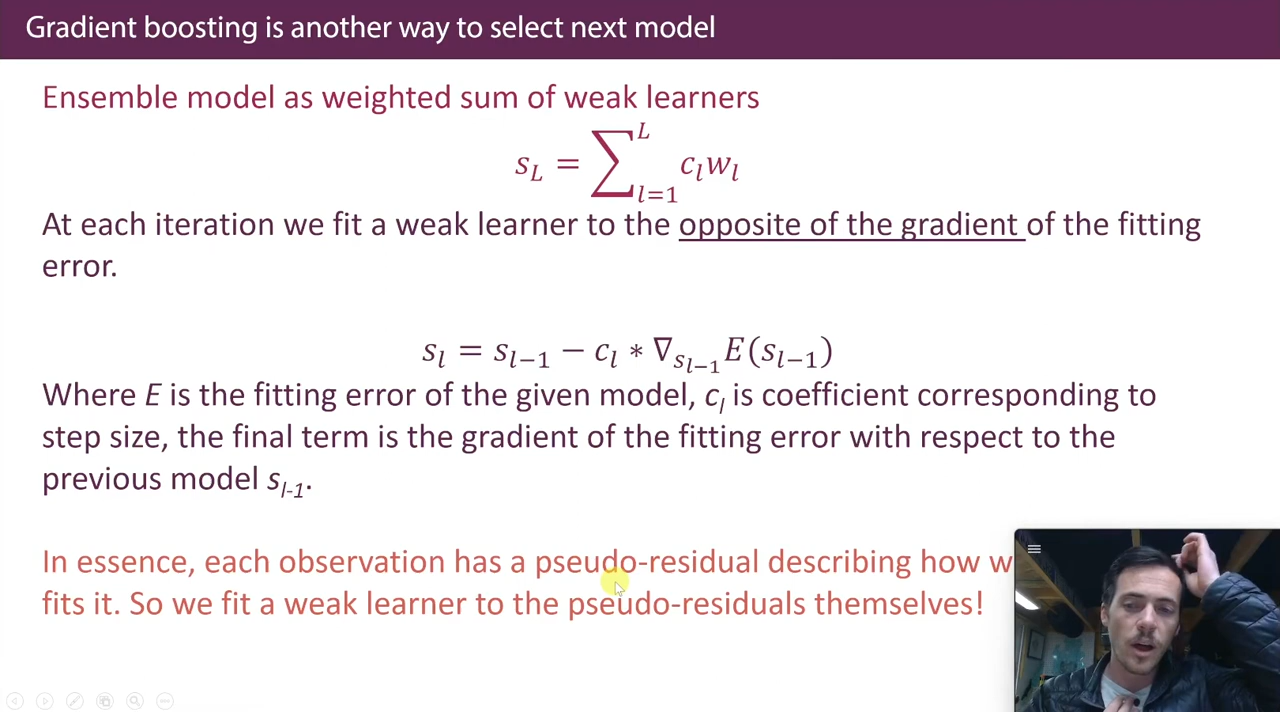 Gradient boosting is another way to select next model
Ensemble model as weighted sum of weak learners
s_L = ∑_{l=1}^{L} c_l w_l
At each iteration we fit a weak learner to the opposite of the gradient of the fitting
error.
s_l = s_{l−1} − c_l ∗ ∇_{s_{l−1}} E(s_{l−1})
Where E is the fitting error of the given model, c_l is coefficient corresponding to
step size, the final term is the gradient of the fitting error with respect to the
previous model s_{l-1}.
In essence, each observation has a pseudo-residual describing how
fits it. So we fit a weak learner to the pseudo-residuals themselves!